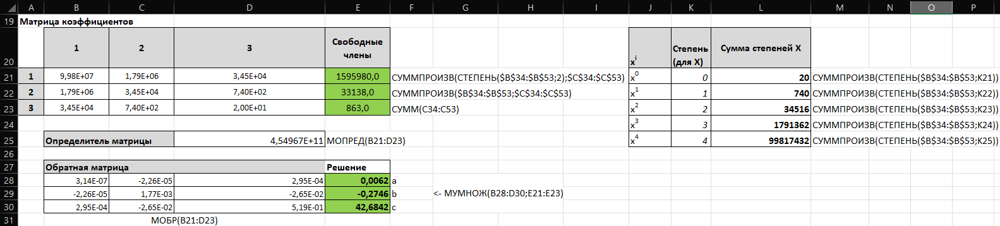 A B C D E F G H I J K L M N O P
19 Матрица коэффициентов
20 1 2 3 Свободные члены xⁱ Степень (для X) Сумма степеней X
21 1 9,98E+07 1,79E+06 3,45E+04 1595980,0 СУММПРОИЗВ(СТЕПЕНЬ($B$34:$B$53;2);$C$34:$C$53) x⁰ 0 20 СУММПРОИЗВ(СТЕПЕНЬ($B$34:$B$53;K21))
22 2 1,79E+06 3,45E+04 7,40E+02 33138,0 СУММПРОИЗВ($B$34:$B$53;$C$34:$C$53) x¹ 1 740 СУММПРОИЗВ(СТЕПЕНЬ($B$34:$B$53;K22))
23 3 3,45E+04 7,40E+02 2,00E+01 863,0 СУММ(C34:C53) x² 2 34516 СУММПРОИЗВ(СТЕПЕНЬ($B$34:$B$53;K23))
24 x³ 3 1791362 СУММПРОИЗВ(СТЕПЕНЬ($B$34:$B$53;K24))
25 Определитель матрицы 4,54967E+11 МОПРЕД(B21:D23) x⁴ 4 99817432 СУММПРОИЗВ(СТЕПЕНЬ($B$34:$B$53;K25))
26
27 Обратная матрица Решение
28 3,14E-07 -2,26E-05 2,95E-04 0,0062 a
29 -2,26E-05 1,77E-03 -2,65E-02 -0,2746 b <- МУМНОЖ(B28:D30;E21:E23)
30 2,95E-04 -2,65E-02 5,19E-01 42,6842 c
31 МОБР(B21:D23)